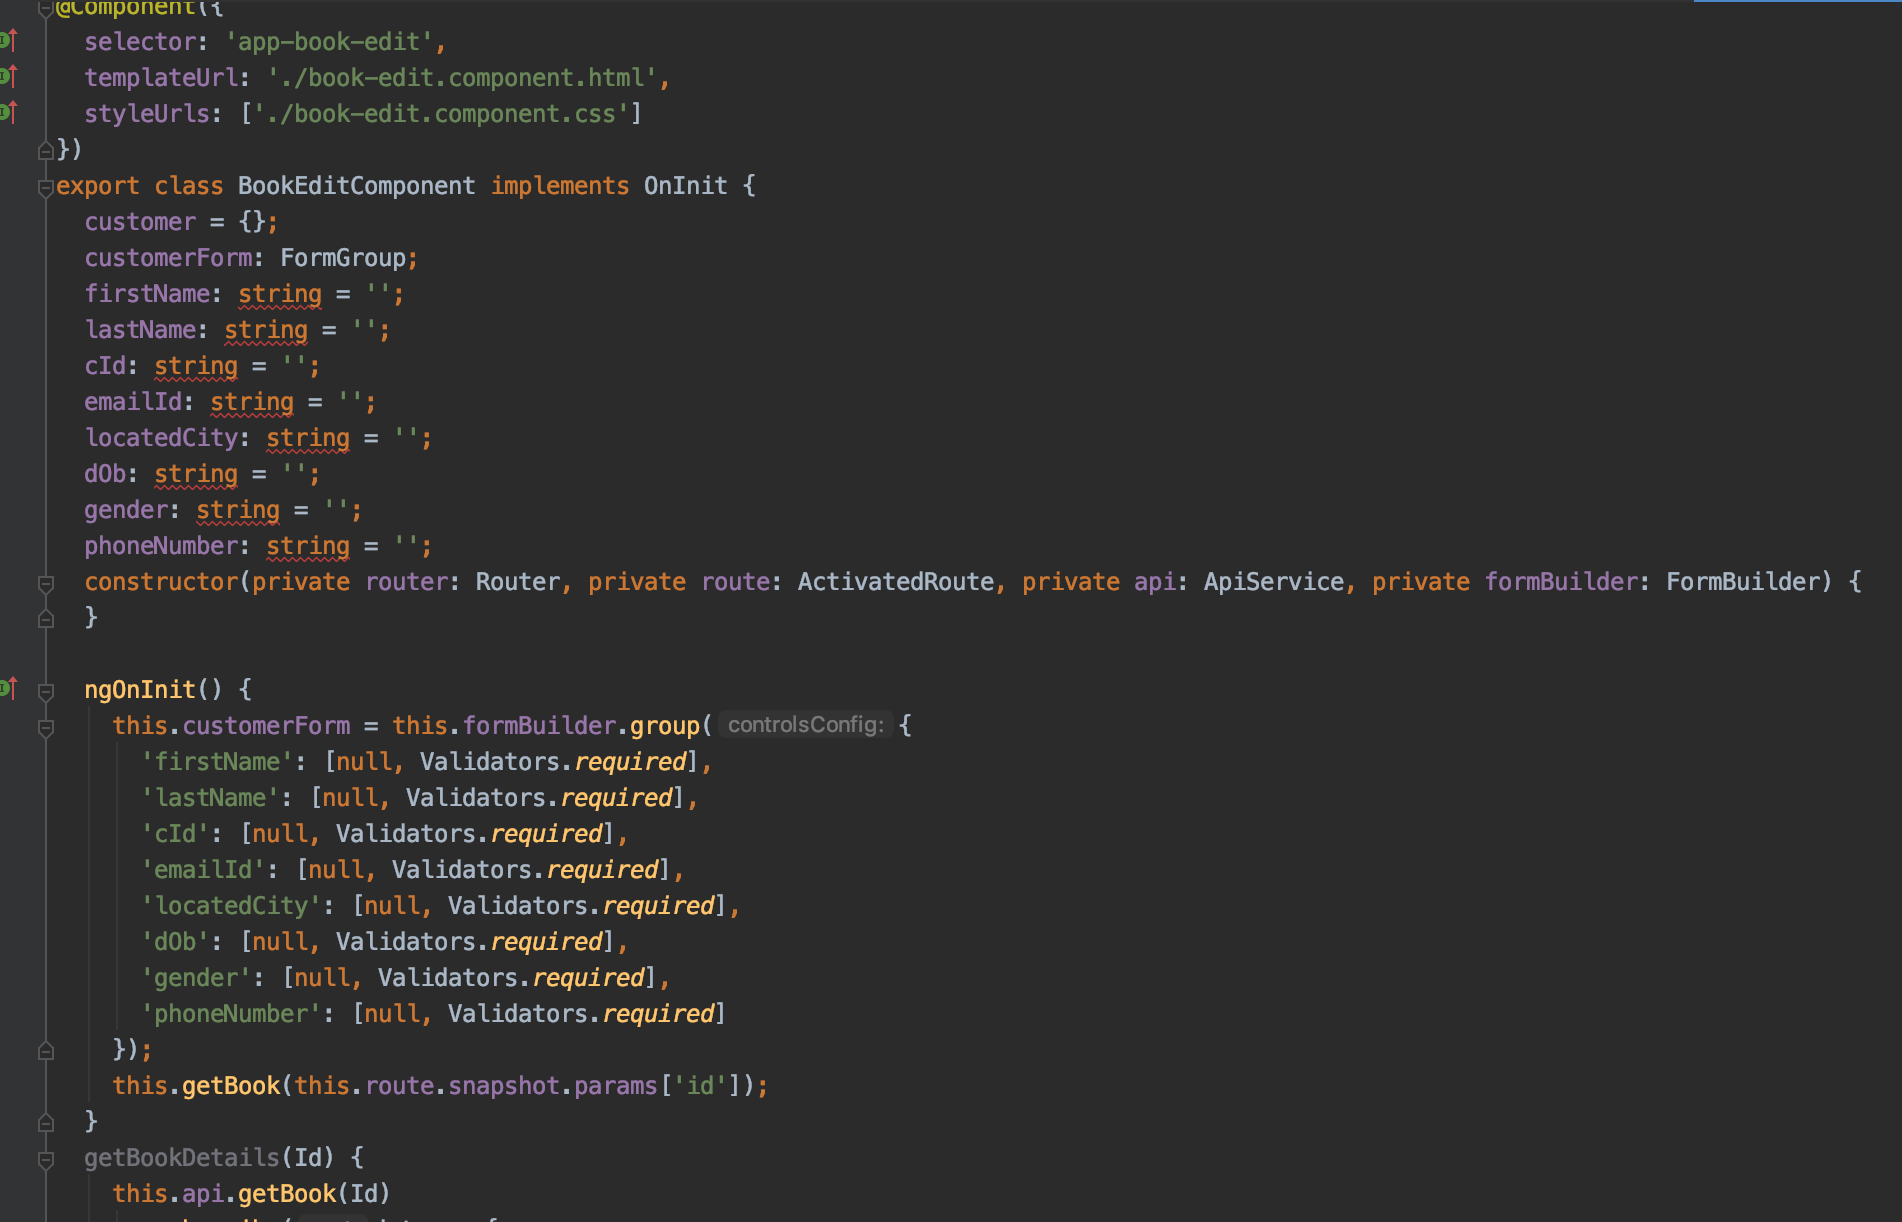 @Component({
selector: 'app-book-edit',
templateUrl: './book-edit.component.html',
styleUrls: ['./book-edit.component.css']
})
export class BookEditComponent implements OnInit {
customer = {};
customerForm: FormGroup;
firstName: string = '';
lastName: string = '';
cId: string = '';
emailId: string = '';
locatedCity: string = '';
dOb: string = '';
gender: string = '';
phoneNumber: string = '';
constructor(private router: Router, private route: ActivatedRoute, private api: ApiService, private formBuilder: FormBuilder) {
}
ngOnInit() {
this.customerForm = this.formBuilder.group( controlsConfig: {
'firstName': [null, Validators.required],
'lastName': [null, Validators.required],
'cId': [null, Validators.required],
'emailId': [null, Validators.required],
'locatedCity': [null, Validators.required],
'dOb': [null, Validators.required],
'gender': [null, Validators.required],
'phoneNumber': [null, Validators.required]
});
this.getBook(this.route.snapshot.params['id']);
}
getBookDetails(Id) {
this.api.getBook(Id)